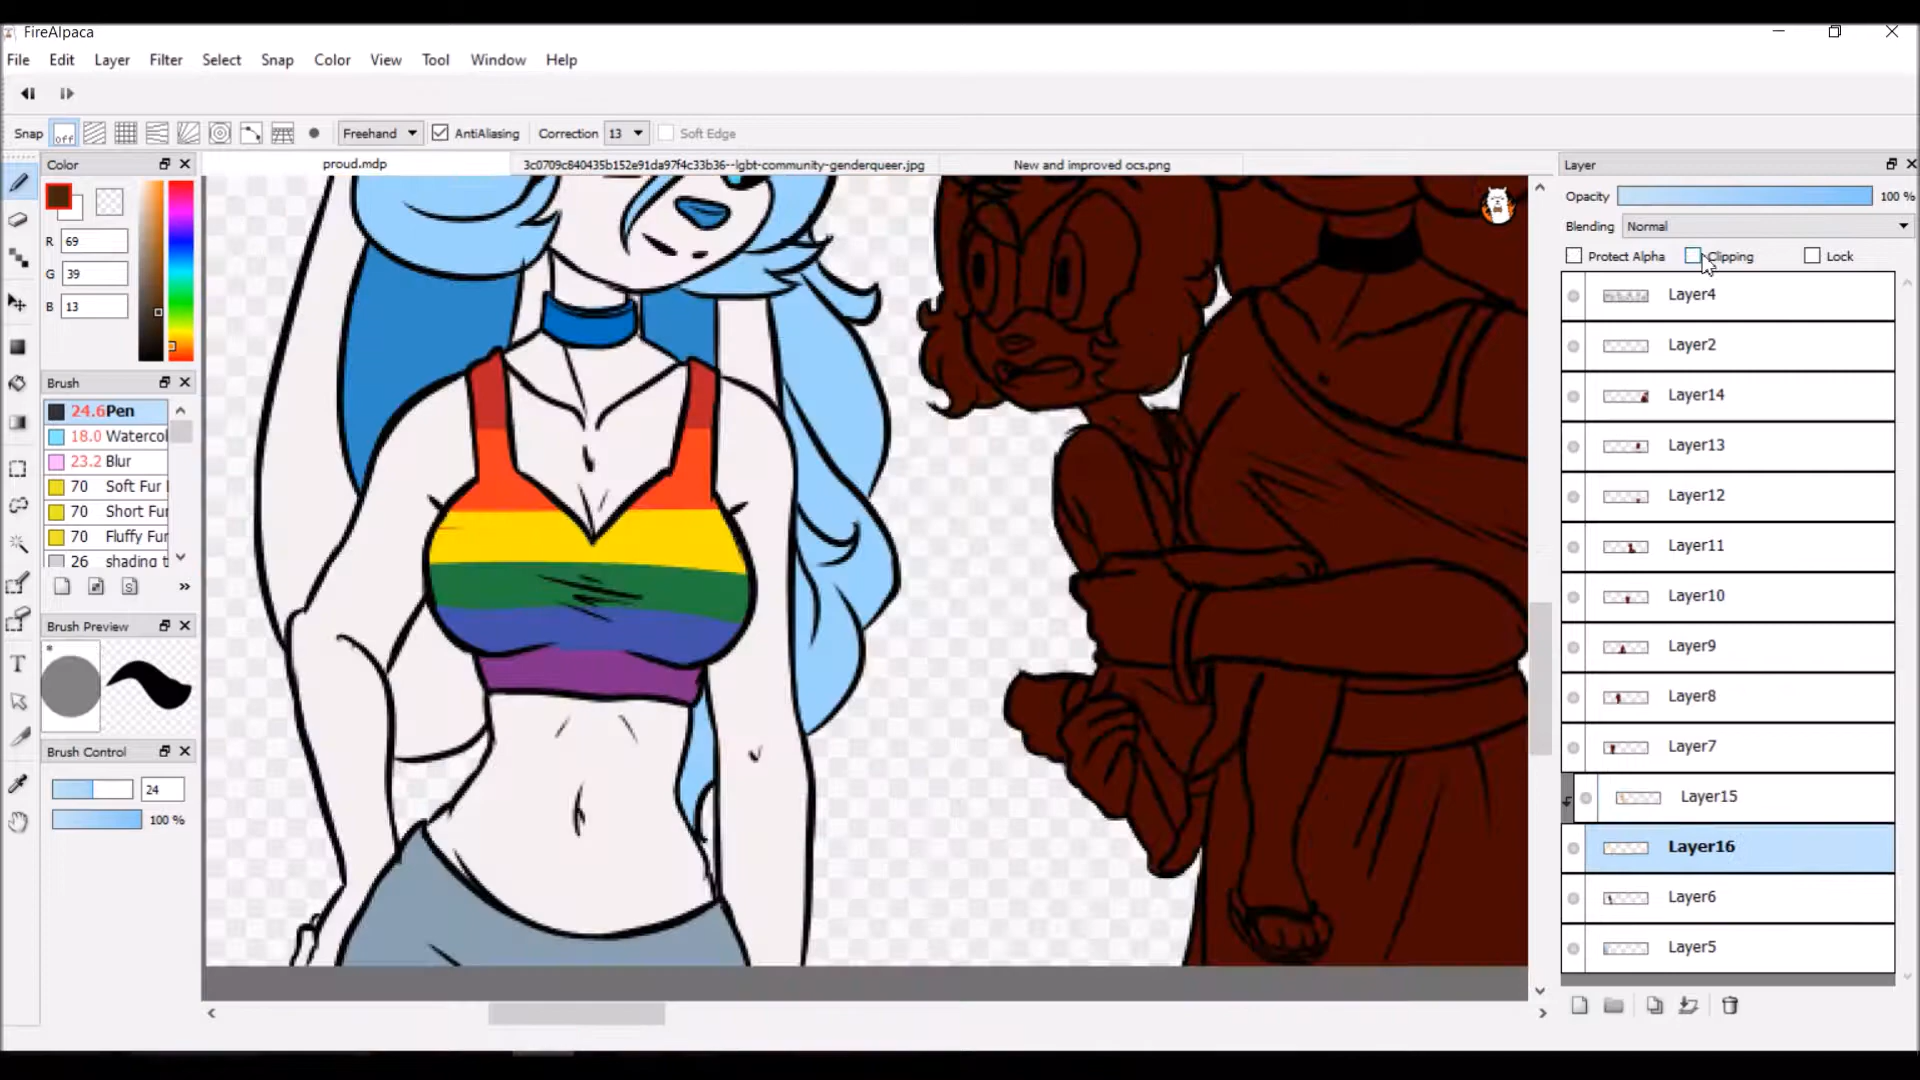 FireAlpaca
File Edit Layer Filter Select Snap Color View Tool Window Help
Snap off Freehand AntiAliasing Correction 13 Soft Edge
Color proud.mdp 3c0709c840435b152e91da97f4c33b36--lgbt-community-genderqueer.jpg New and improved ocs.png Layer
Opacity 100 %
Blending Normal
Protect Alpha Clipping Lock
R 69
G 39
B 13
Brush
24.6 Pen
18.0 Watercol
23.2 Blur
70 Soft Fur
70 Short Fur
70 Fluffy Fur
26 shading t
S
Brush Preview
T
Brush Control
24
100 %
Layer4
Layer2
Layer14
Layer13
Layer12
Layer11
Layer10
Layer9
Layer8
Layer7
Layer15
Layer16
Layer6
Layer5